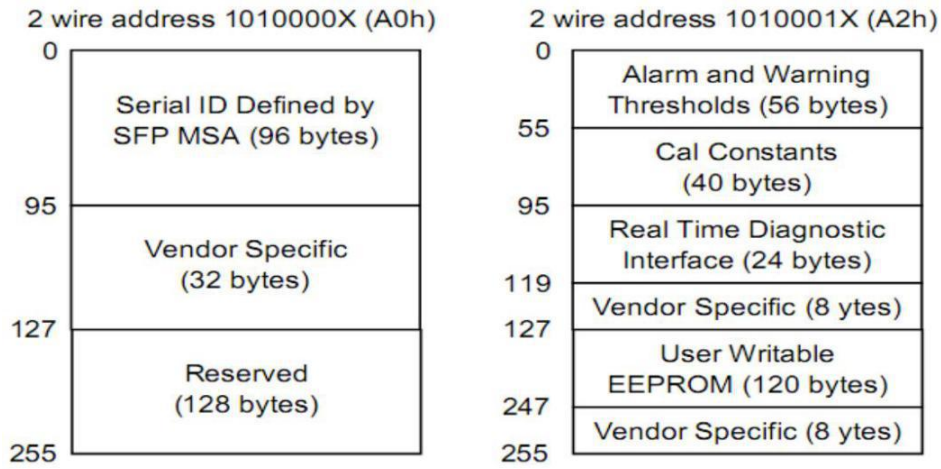 2 wire address 1010000X (A0h)
0
Serial ID Defined by
SFP MSA (96 bytes)
95
Vendor Specific
(32 bytes)
127
Reserved
(128 bytes)
255
2 wire address 1010001X (A2h)
0
Alarm and Warning
Thresholds (56 bytes)
55
Cal Constants
(40 bytes)
95
Real Time Diagnostic
Interface (24 bytes)
119
Vendor Specific (8 ytes)
127
User Writable
EEPROM (120 bytes)
247
Vendor Specific (8 ytes)
255